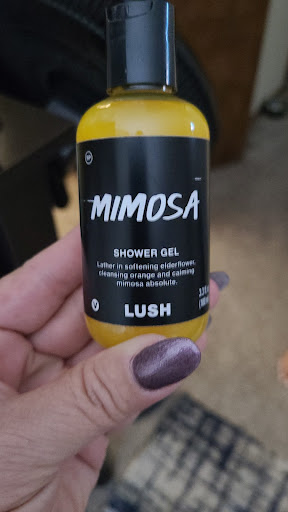 MIMOSA
SHOWER GEL
Lather in softening elderflower,
cleansing orange and calming
mimosa absolute.
V
LUSH